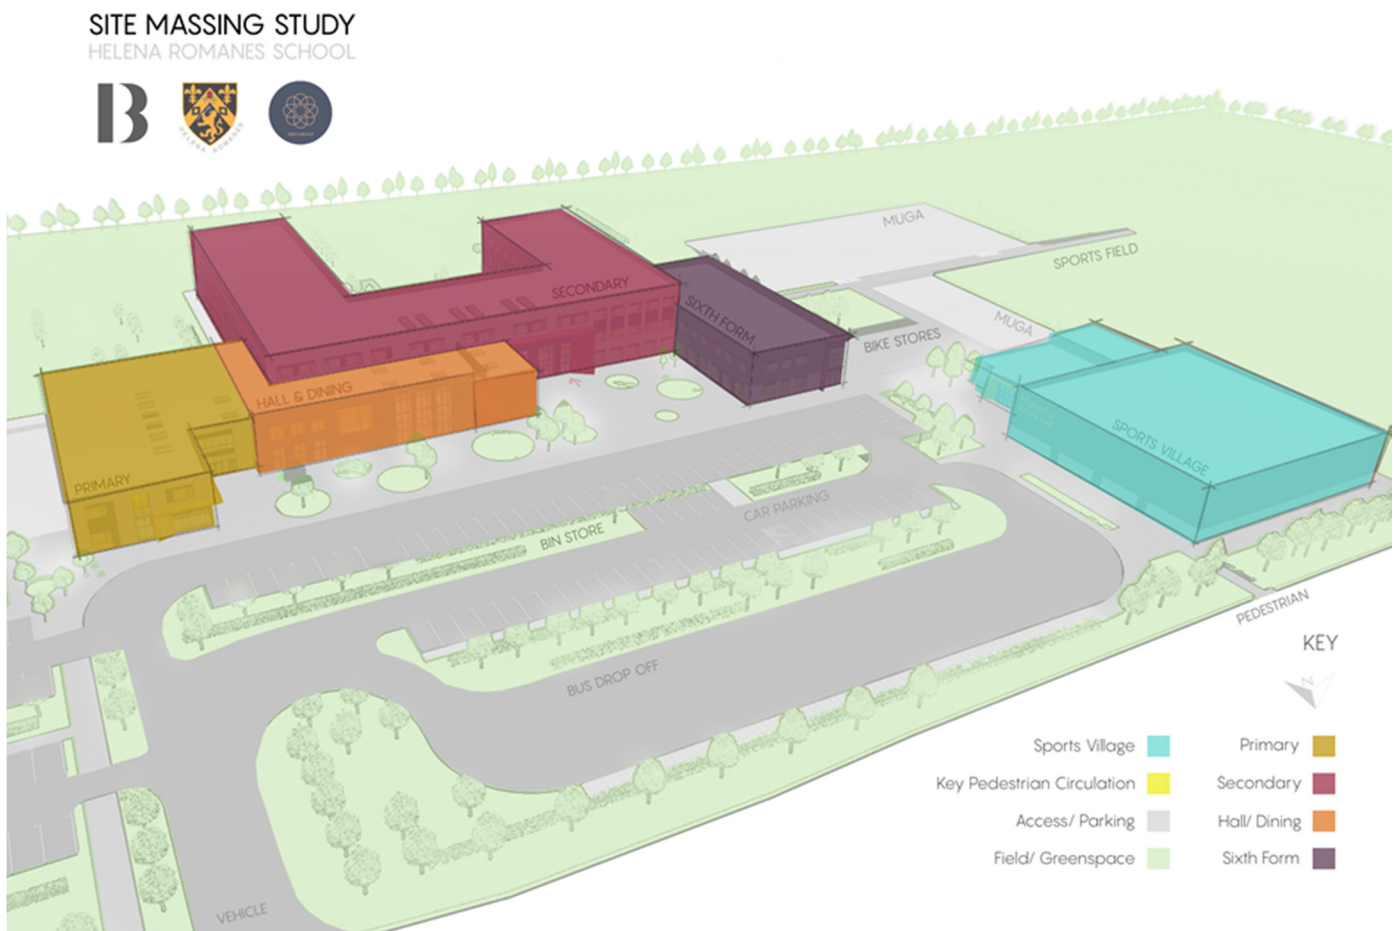 SITE MASSING STUDY
HELENA ROMANES SCHOOL
B
HELENA ROMANES
MUGA
SPORTS FIELD
SECONDARY
SIXTH FORM
MUGA
BIKE STORES
HALL & DINING
SPORTS VILLAGE
PRIMARY
CAR PARKING
BIN STORE
PEDESTRIAN
BUS DROP OFF
VEHICLE
KEY
N
Sports Village
Primary
Key Pedestrian Circulation
Secondary
Access/ Parking
Hall/ Dining
Field/ Greenspace
Sixth Form